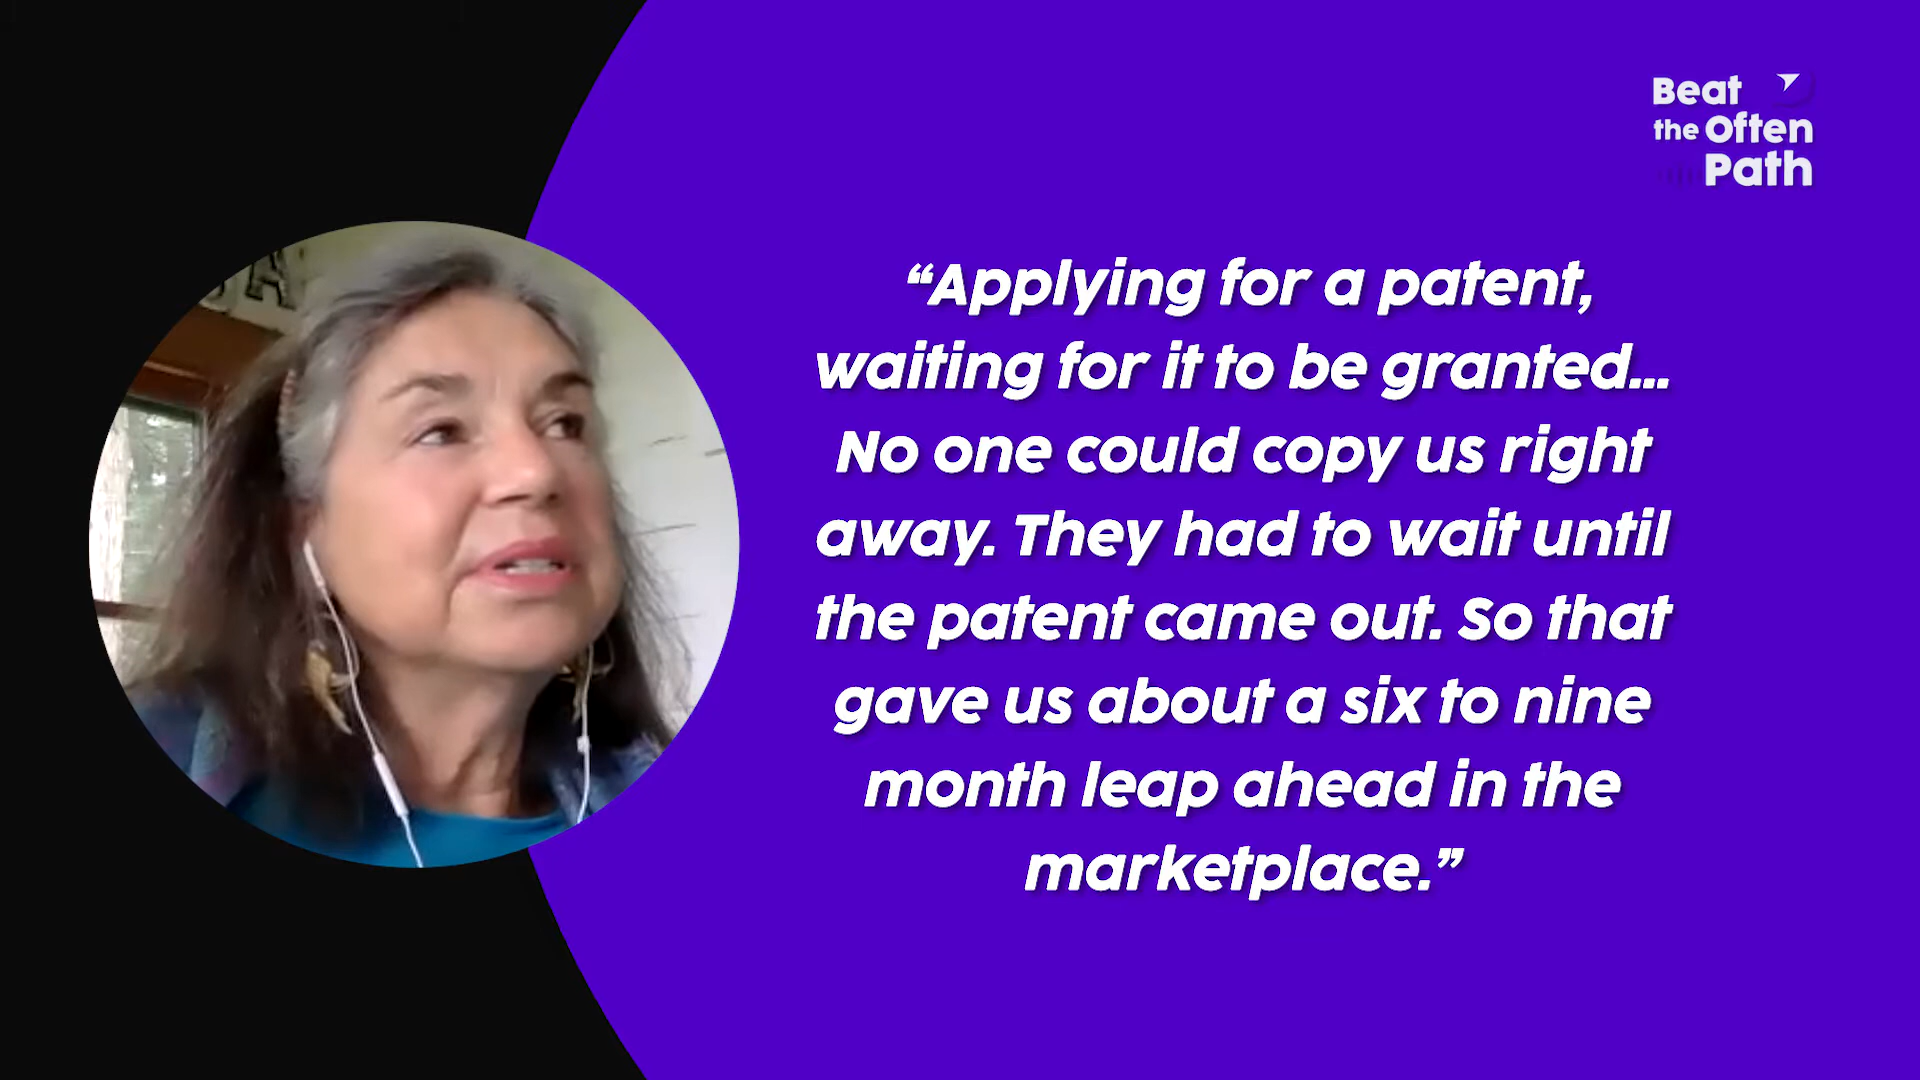 Beat
the Often
Path
“Applying for a patent,
waiting for it to be granted...
No one could copy us right
away. They had to wait until
the patent came out. So that
gave us about a six to nine
month leap ahead in the
marketplace.”